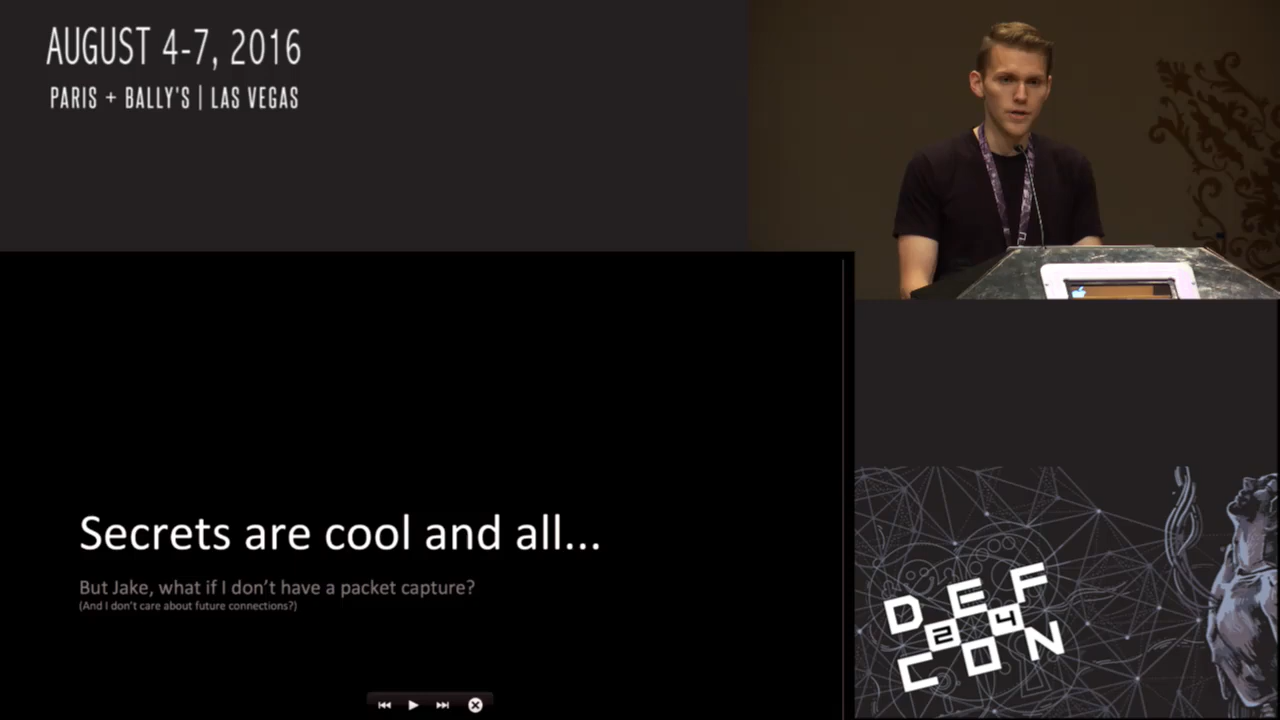 AUGUST 4-7, 2016
PARIS + BALLY'S | LAS VEGAS
Secrets are cool and all...
But Jake, what if I don't have a packet capture?
(And I don't care about future connections?)
DEF
24
CON